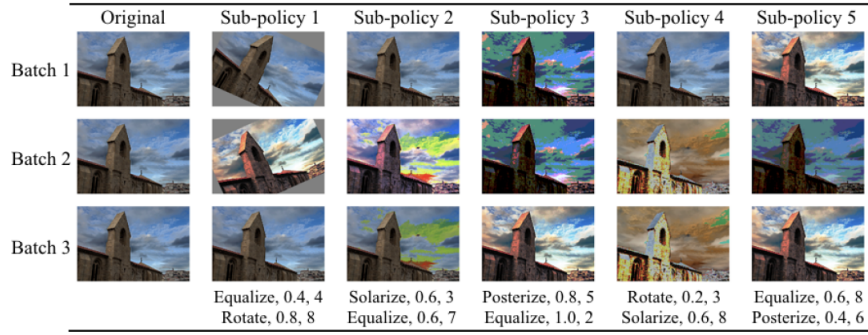 Original Sub-policy 1 Sub-policy 2 Sub-policy 3 Sub-policy 4 Sub-policy 5
Batch 1
Batch 2
Batch 3
Equalize, 0.4, 4 Solarize, 0.6, 3 Posterize, 0.8, 5 Rotate, 0.2, 3 Equalize, 0.6, 8
Rotate, 0.8, 8 Equalize, 0.6, 7 Equalize, 1.0, 2 Solarize, 0.6, 8 Posterize, 0.4, 6